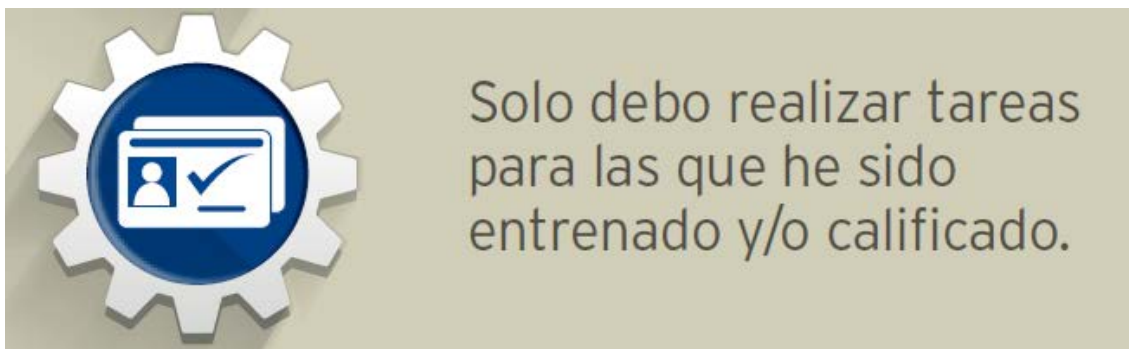 Solo debo realizar tareas
para las que he sido
entrenado y/o calificado.